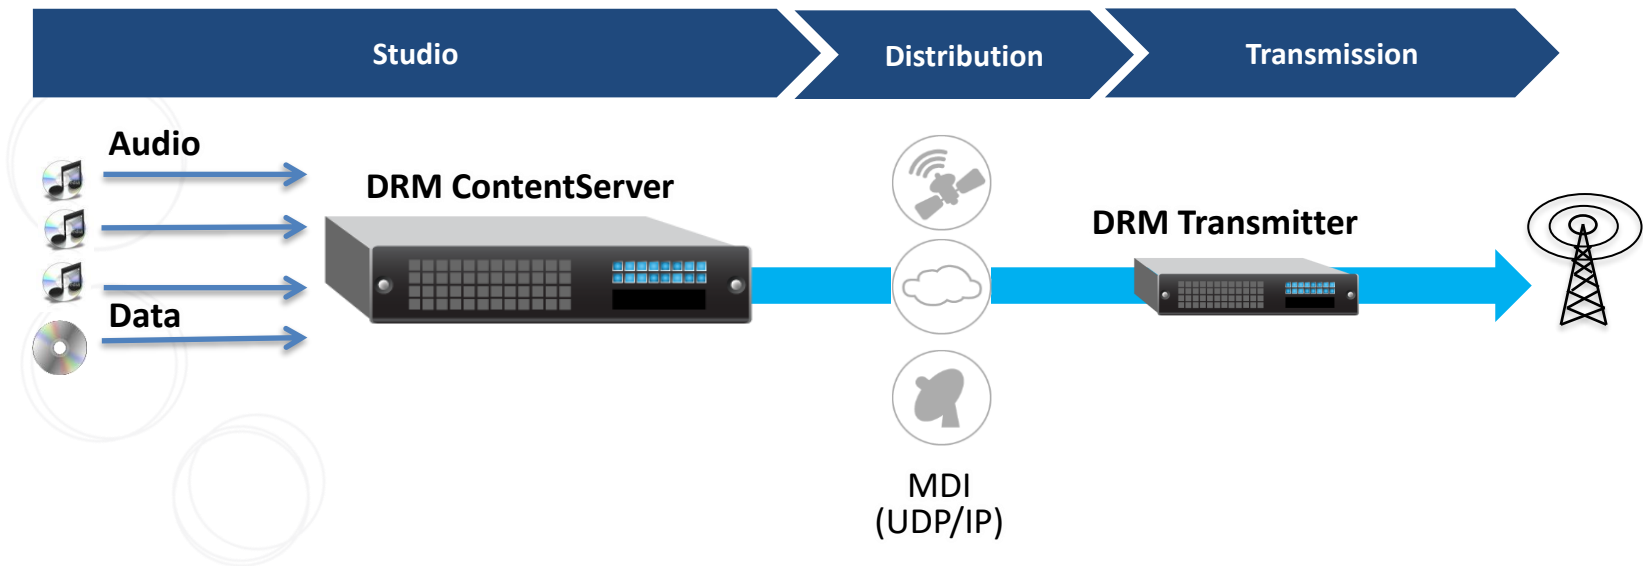 Studio
Distribution
Transmission
Audio
DRM ContentServer
DRM Transmitter
Data
MDI
(UDP/IP)